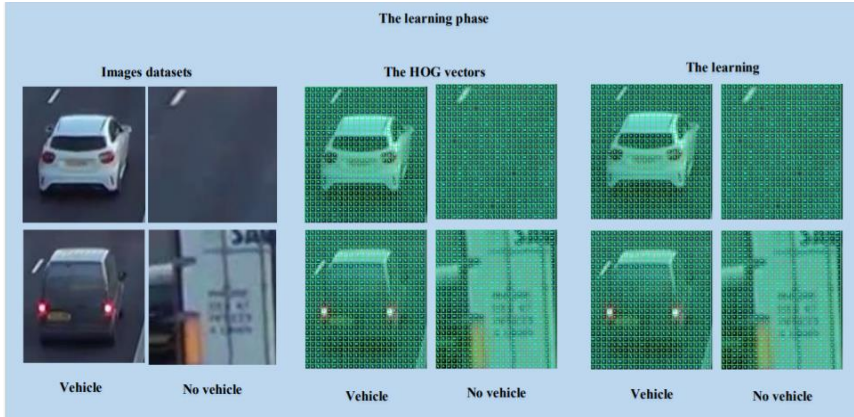 The learning phase
Images datasets
The HOG vectors
The learning
Vehicle
No vehicle
Vehicle
No vehicle
Vehicle
No vehicle